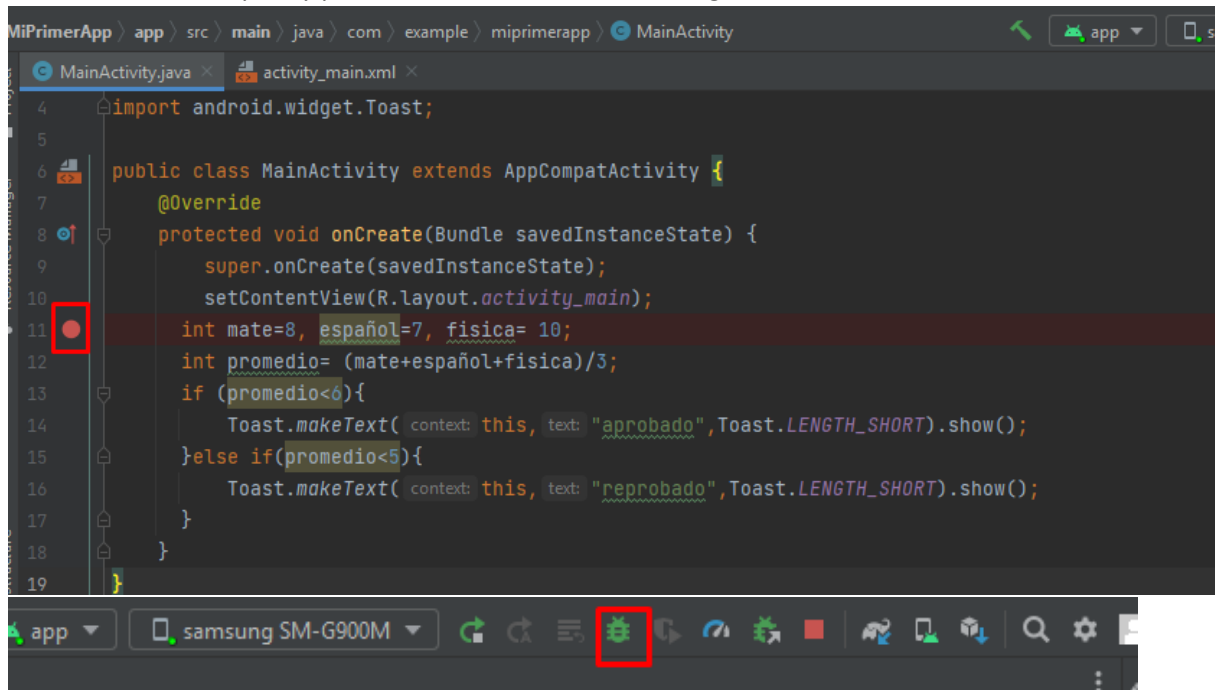 MiPrimerApp 〉 app 〉 src 〉 main 〉 java 〉 com 〉 example 〉 miprimerapp 〉 MainActivity app
MainActivity.java activity_main.xml
Project
Resource Manager
4 import android.widget.Toast;
5
6 public class MainActivity extends AppCompatActivity {
7 @Override
8 protected void onCreate(Bundle savedInstanceState) {
9 super.onCreate(savedInstanceState);
10 setContentView(R.layout.activity_main);
11 int mate=8, español=7, fisica= 10;
12 int promedio= (mate+español+fisica)/3;
13 if (promedio<6){
14 Toast.makeText( context: this, text: "aprobado",Toast.LENGTH_SHORT).show();
15 }else if(promedio<5){
16 Toast.makeText( context: this, text: "reprobado",Toast.LENGTH_SHORT).show();
17 }
18 }
19 }
app samsung SM-G900M